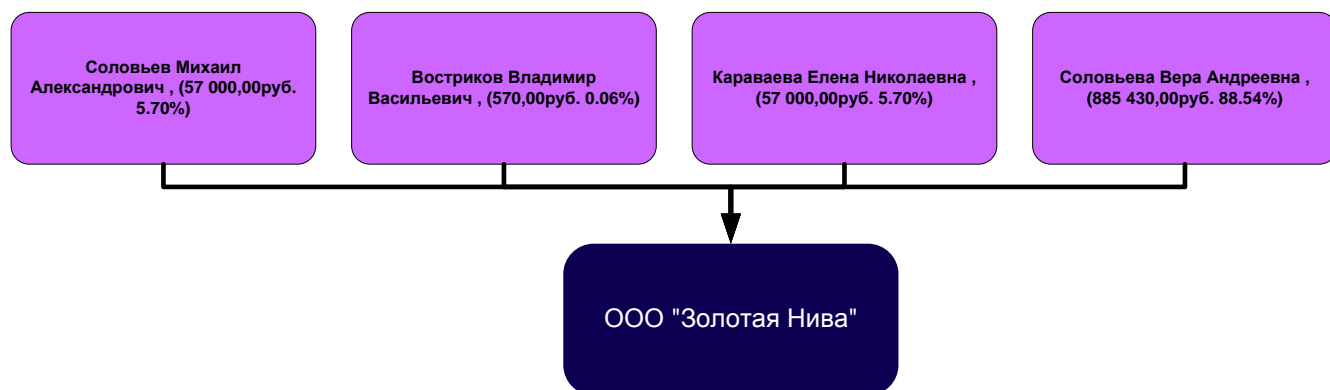 Соловьев Михаил
Александрович , (57 000,00руб.
5.70%)
Востриков Владимир
Васильевич , (570,00руб. 0.06%)
Караваева Елена Николаевна ,
(57 000,00руб. 5.70%)
Соловьева Вера Андреевна ,
(885 430,00руб. 88.54%)
ООО "Золотая Нива"